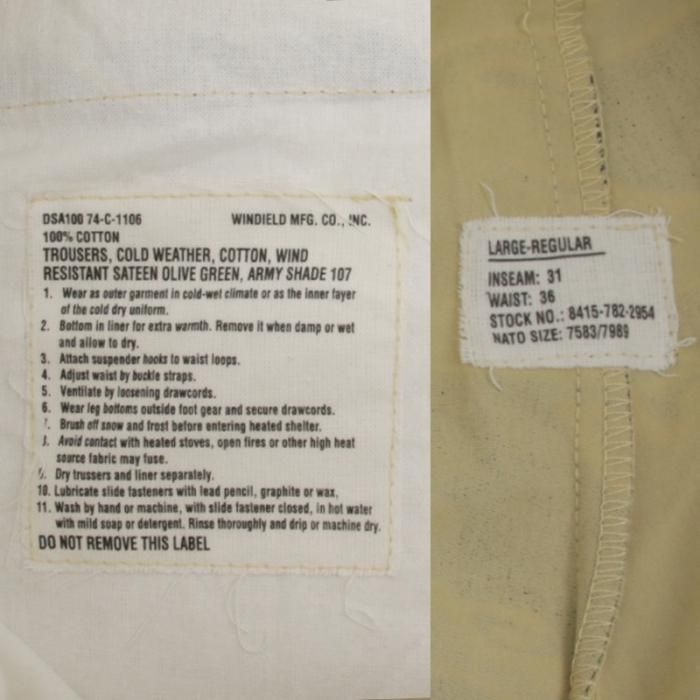 DSA100 74-C-1106 WINDIELD MFG. CO., INC.
100% COTTON
TROUSERS, COLD WEATHER, COTTON, WIND
RESISTANT SATEEN OLIVE GREEN, ARMY SHADE 107
1. Wear as outer garment in cold-wet climate or as the inner fayer
of the cold dry uniform.
2. Bottom in liner for extra warmth. Remove it when damp or wet
and allow to dry.
3. Attach suspender hooks to waist loops.
4. Adjust waist by buckle straps.
5. Ventilate by loosening drawcords.
6. Wear leg bottoms outside foot gear and secure drawcords.
7. Brush off snow and frost before entering heated shelter.
8. Avoid contact with heated stoves, open fires or other high heat
source fabric may fuse.
9. Dry trussers and liner separately.
10. Lubricate slide fasteners with lead pencil, graphite or wax,
11. Wash by hand or machine, with slide fastener closed, in hot water
with mild soap or detergent. Rinse thoroughly and drip or machine dry.
DO NOT REMOVE THIS LABEL
LARGE-REGULAR
INSEAM: 31
WAIST: 36
STOCK NO.: 8415-782-2954
NATO SIZE: 7583/7989